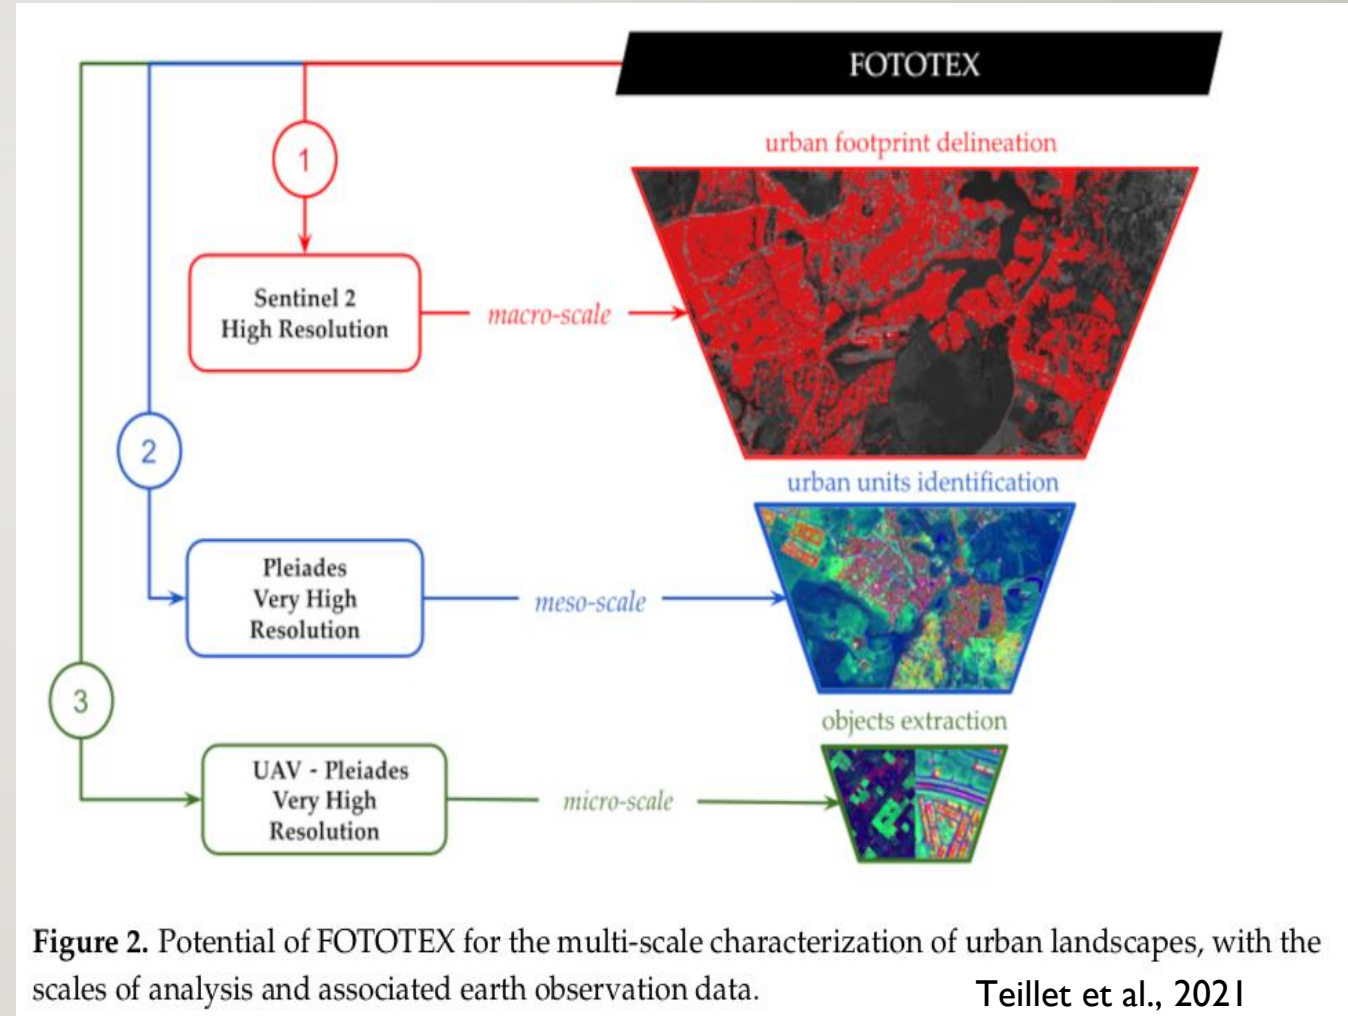 FOTOTEX
urban footprint delineation
1
Sentinel 2
High Resolution
macro-scale
2
urban units identification
Pleiades
Very High
Resolution
meso-scale
3
objects extraction
UAV - Pleiades
Very High
Resolution
micro-scale
Figure 2. Potential of FOTOTEX for the multi-scale characterization of urban landscapes, with the
scales of analysis and associated earth observation data.
Teillet et al., 2021